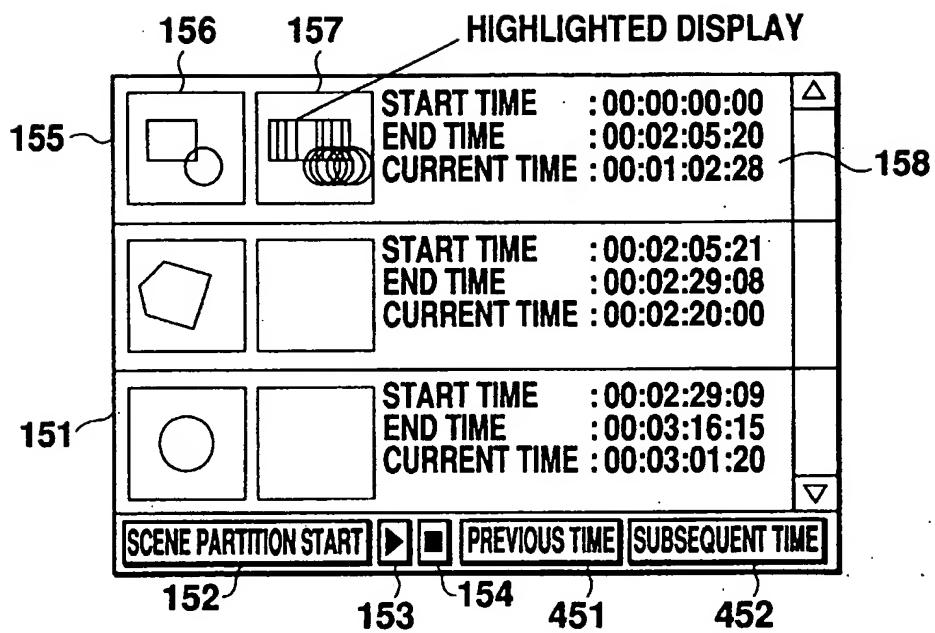 156
157
HIGHLIGHTED DISPLAY
155
START TIME : 00:00:00:00
END TIME : 00:02:05:20
CURRENT TIME : 00:01:02:28
158
START TIME : 00:02:05:21
END TIME : 00:02:29:08
CURRENT TIME : 00:02:20:00
151
START TIME : 00:02:29:09
END TIME : 00:03:16:15
CURRENT TIME : 00:03:01:20
SCENE PARTITION START
PREVIOUS TIME
SUBSEQUENT TIME
152
153
154
451
452